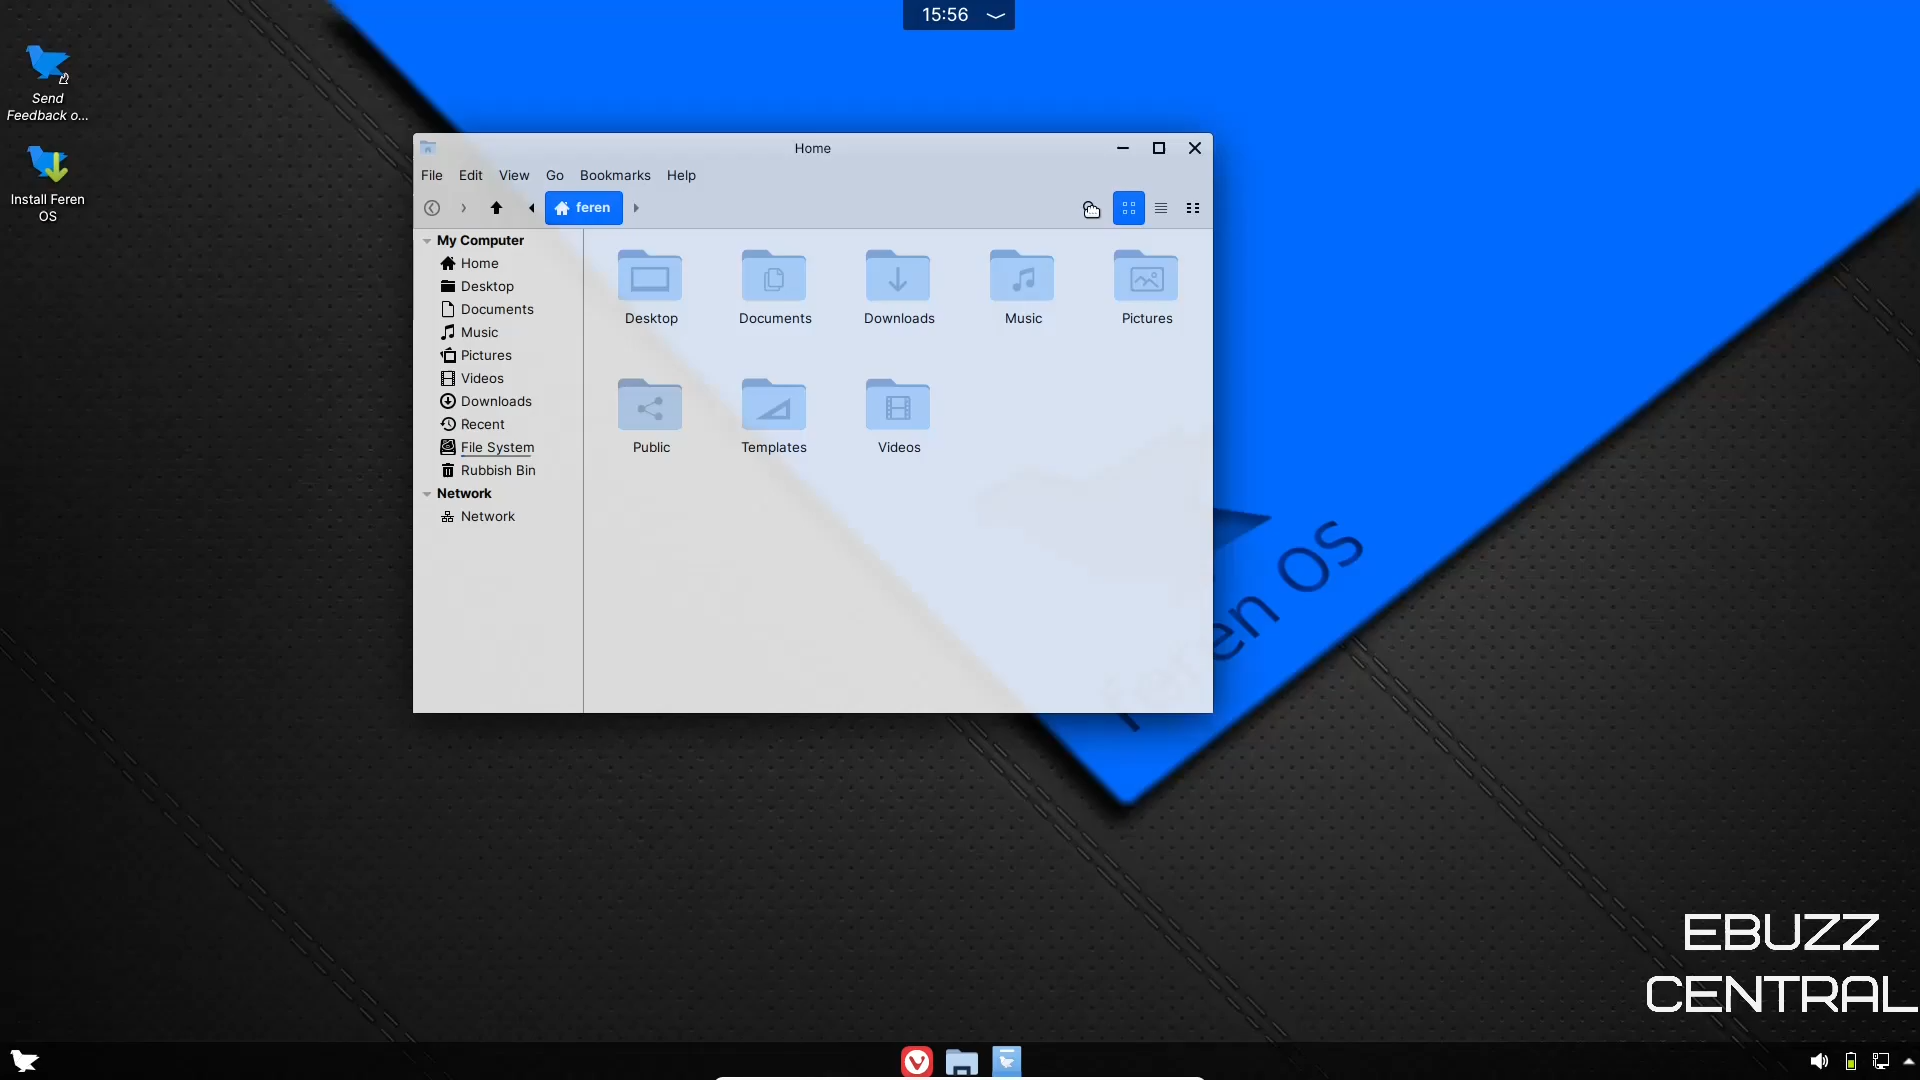 15:56
Send
Feedback o...
Install Feren
OS
Home
File Edit View Go Bookmarks Help
feren
My Computer
Home
Desktop
Documents
Music
Pictures
Videos
Downloads
Recent
File System
Rubbish Bin
Network
Network
Desktop Documents Downloads Music Pictures
Public Templates Videos
feren OS
EBUZZ
CENTRAL